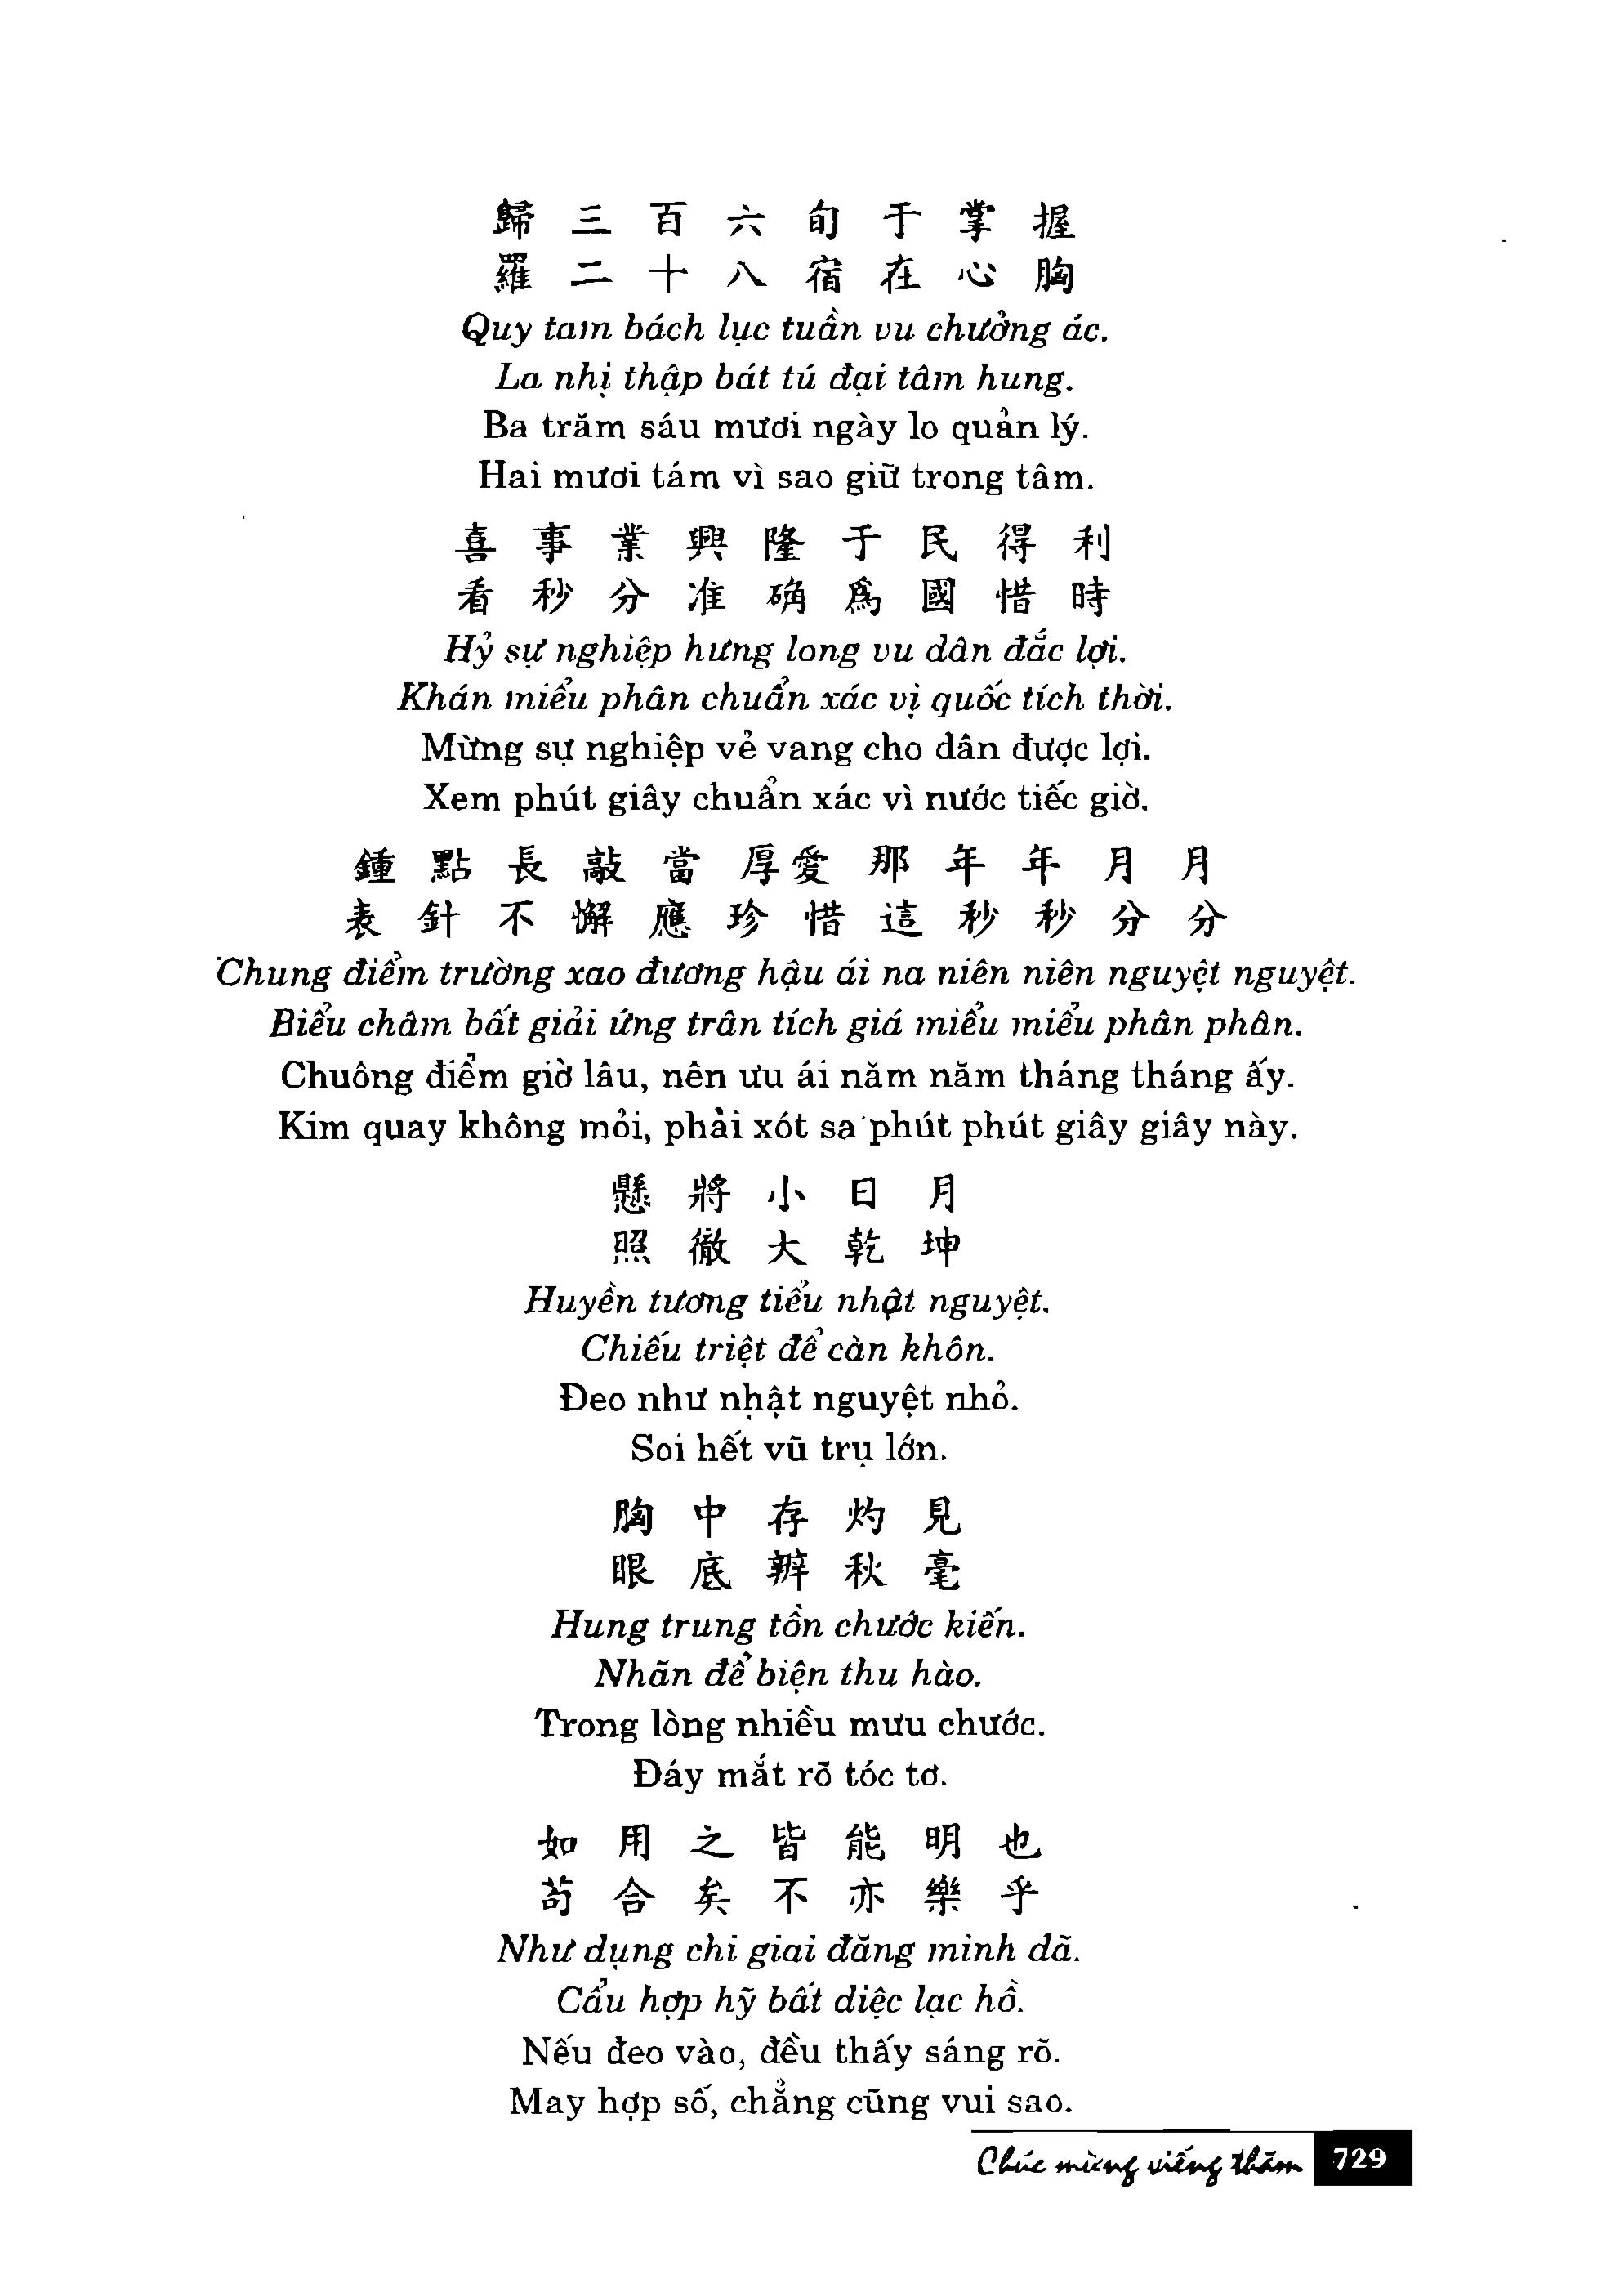 歸三百六旬于掌握
羅二十八宿在心胸
Quy tam bách lục tuần vu chưởng ác.
La nhị thập bát tú đại tâm hung.
Ba trăm sáu mươi ngày lo quản lý.
Hai mươi tám vì sao giữ trong tâm.
喜事業興隆于民得利
看秒分准确爲國惜時
Hỷ sự nghiệp hưng long vu dân đắc lợi.
Khán miểu phân chuẩn xác vị quốc tích thời.
Mừng sự nghiệp vẻ vang cho dân được lợi.
Xem phút giây chuẩn xác vì nước tiếc giờ.
鍾點長敲當厚愛那年年月月
表針不懈應珍惜這秒秒分分
Chung điểm trường xao đương hậu ái na niên niên nguyệt nguyệt.
Biểu châm bất giải ứng trân tích giá miểu miểu phân phân.
Chuông điểm giờ lâu, nên ưu ái năm năm tháng tháng ấy.
Kim quay không mỏi, phải xót sa phút phút giây giây này.
懸將小日月
照徹大乾坤
Huyền tương tiểu nhật nguyệt.
Chiếu triệt để càn khôn.
Đeo như nhật nguyệt nhỏ.
Soi hết vũ trụ lớn.
胸中存灼見
眼底辨秋毫
Hung trung tồn chước kiến.
Nhãn để biện thu hào.
Trong lòng nhiều mưu chước.
Đáy mắt rõ tóc tơ.
如用之皆能明也
苟合矣不亦樂乎
Như dụng chi giai đăng minh dã.
Cẩu hợp hỹ bất diệc lạc hồ.
Nếu đeo vào, đều thấy sáng rõ.
May hợp số, chẳng cũng vui sao.
Chúc mừng viếng thăm 729